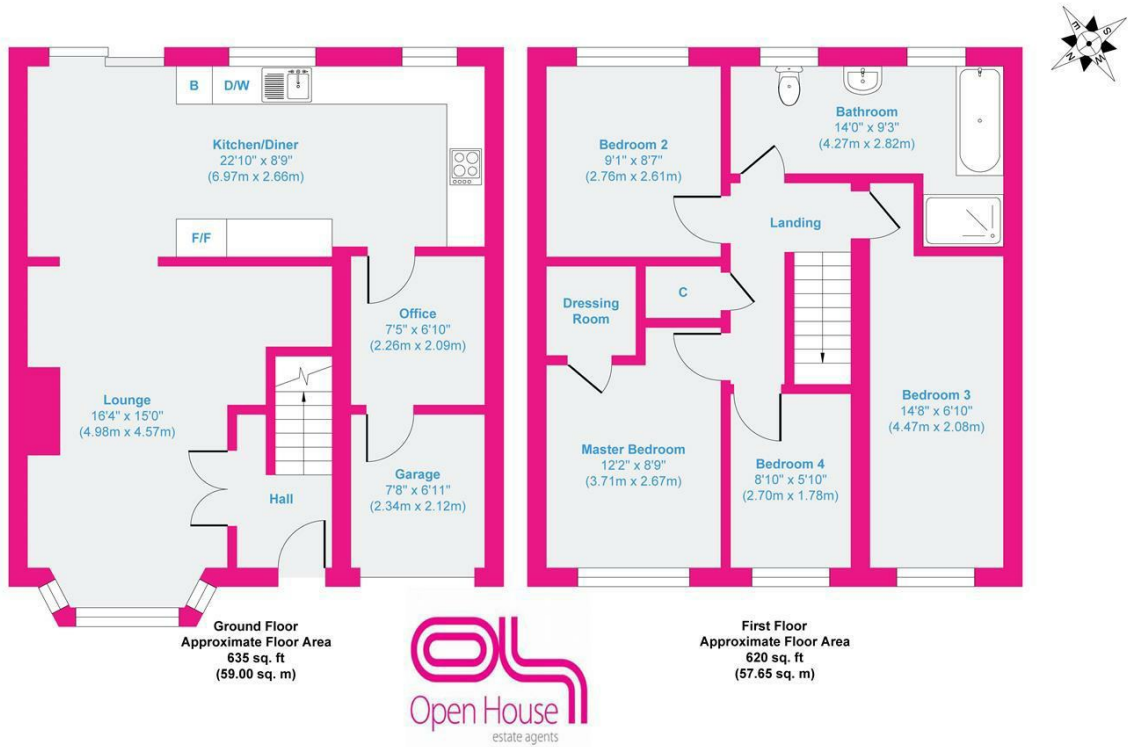 B
D/W
Kitchen/Diner
22'10" x 8'9"
(6.97m x 2.66m)
F/F
Office
7'5" x 6'10"
(2.26m x 2.09m)
Lounge
16'4" x 15'0"
(4.98m x 4.57m)
Garage
7'8" x 6'11"
(2.34m x 2.12m)
Hall
Ground Floor
Approximate Floor Area
635 sq. ft
(59.00 sq. m)
E
S
N
W
Bedroom 2
9'1" x 8'7"
(2.76m x 2.61m)
Bathroom
14'0" x 9'3"
(4.27m x 2.82m)
Landing
Dressing
Room
C
Master Bedroom
12'2" x 8'9"
(3.71m x 2.67m)
Bedroom 4
8'10" x 5'10"
(2.70m x 1.78m)
Bedroom 3
14'8" x 6'10"
(4.47m x 2.08m)
First Floor
Approximate Floor Area
620 sq. ft
(57.65 sq. m)
Open House
estate agents